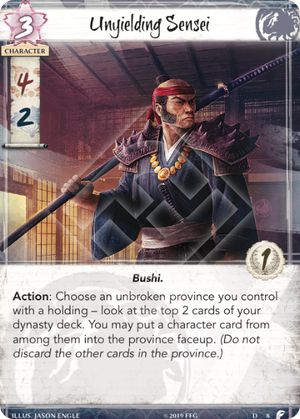 3
Unyielding Sensei
CHARACTER
4
2
1
Bushi.
Action: Choose an unbroken province you control
with a holding – look at the top 2 cards of your
dynasty deck. You may put a character card from
among them into the province faceup. (Do not
discard the other cards in the province.)
ILLUS. JASON ENGLE
©2019 FFG
D 8